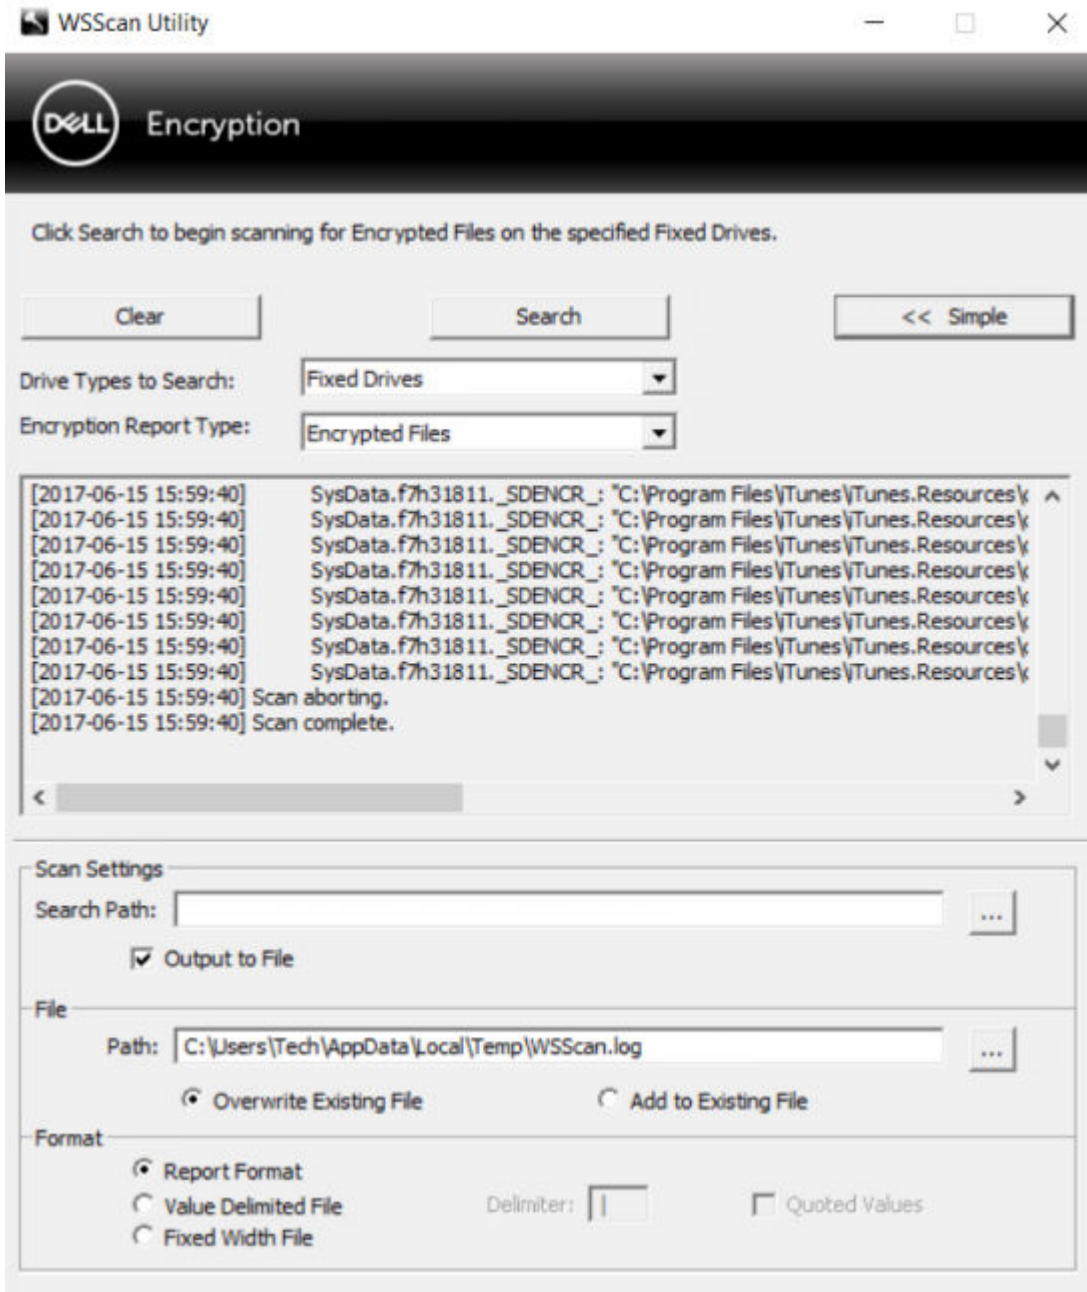 WSScan Utility
DELL Encryption
Click Search to begin scanning for Encrypted Files on the specified Fixed Drives.
Clear Search << Simple
Drive Types to Search: Fixed Drives
Encryption Report Type: Encrypted Files
[2017-06-15 15:59:40] SysData.f7h31811._SDENCR_: "C:\Program Files\iTunes\iTunes.Resources\
[2017-06-15 15:59:40] SysData.f7h31811._SDENCR_: "C:\Program Files\iTunes\iTunes.Resources\
[2017-06-15 15:59:40] SysData.f7h31811._SDENCR_: "C:\Program Files\iTunes\iTunes.Resources\
[2017-06-15 15:59:40] SysData.f7h31811._SDENCR_: "C:\Program Files\iTunes\iTunes.Resources\
[2017-06-15 15:59:40] SysData.f7h31811._SDENCR_: "C:\Program Files\iTunes\iTunes.Resources\
[2017-06-15 15:59:40] SysData.f7h31811._SDENCR_: "C:\Program Files\iTunes\iTunes.Resources\
[2017-06-15 15:59:40] SysData.f7h31811._SDENCR_: "C:\Program Files\iTunes\iTunes.Resources\
[2017-06-15 15:59:40] SysData.f7h31811._SDENCR_: "C:\Program Files\iTunes\iTunes.Resources\
[2017-06-15 15:59:40] Scan aborting.
[2017-06-15 15:59:40] Scan complete.
Scan Settings
Search Path: ...
Output to File
File
Path: C:\Users\Tech\AppData\Local\Temp\WSScan.log ...
Overwrite Existing File Add to Existing File
Format
Report Format
Value Delimited File Delimiter: | Quoted Values
Fixed Width File